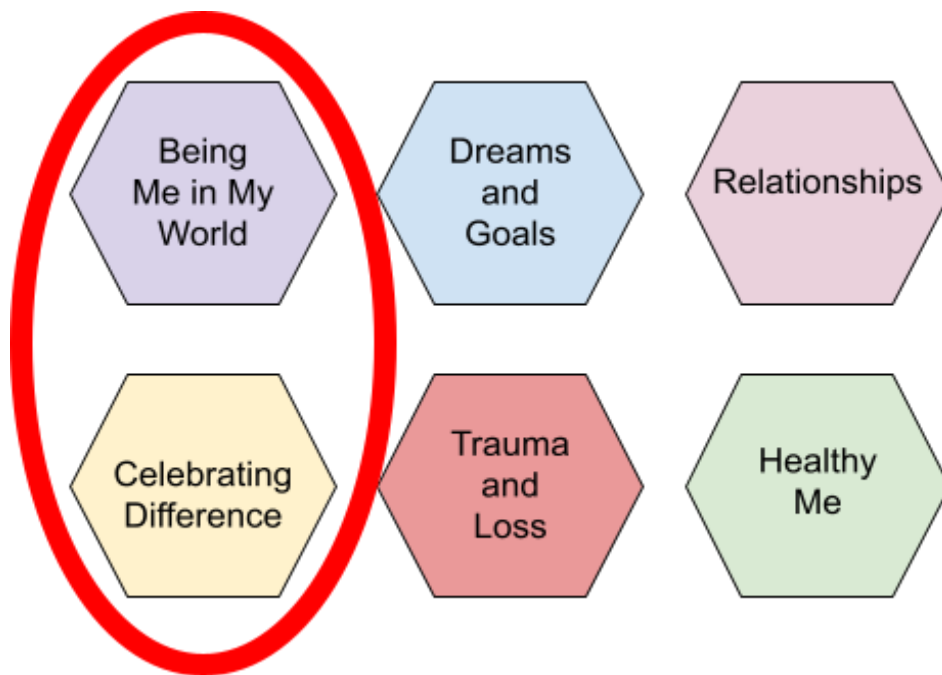 Being
Me in My
World
Dreams
and
Goals
Relationships
Celebrating
Difference
Trauma
and
Loss
Healthy
Me